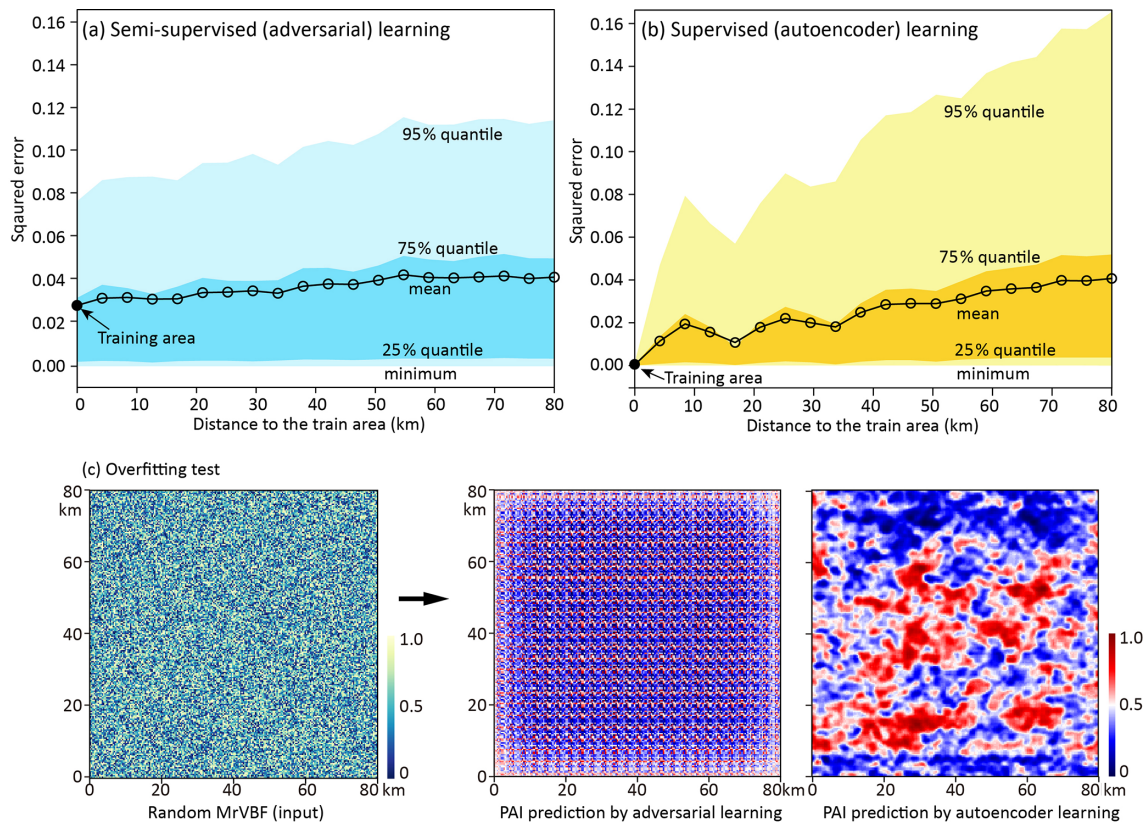 (a) Semi-supervised (adversarial) learning
0.16
0.14
0.12
0.10
0.08
0.06
0.04
0.02
0.00
Sqaured error
95% quantile
75% quantile
mean
Training area
25% quantile
minimum
0 10 20 30 40 50 60 70 80
Distance to the train area (km)
(b) Supervised (autoencoder) learning
0.16
0.14
0.12
0.10
0.08
0.06
0.04
0.02
0.00
Squared error
95% quantile
75% quantile
mean
25% quantile
Training area
minimum
0 10 20 30 40 50 60 70 80
Distance to the train area (km)
(c) Overfitting test
80
km
60
40
20
0
0 20 40 60 80 km
Random MrVBF (input)
1.0
0.5
0
80
km
60
40
20
0
0 20 40 60 80 km
PAI prediction by adversarial learning
0 20 40 60 80 km
PAI prediction by autoencoder learning
1.0
0.5
0